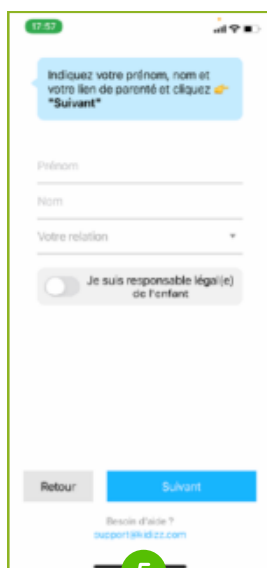 17:57
Indiquez votre prénom, nom et
votre lien de parenté et cliquez 👉
"Suivant"
Prénom
Nom
Votre relation
Je suis responsable légal(e)
de l'enfant
Retour
Suivant
Besoin d'aide ?
support@kidizz.com
5